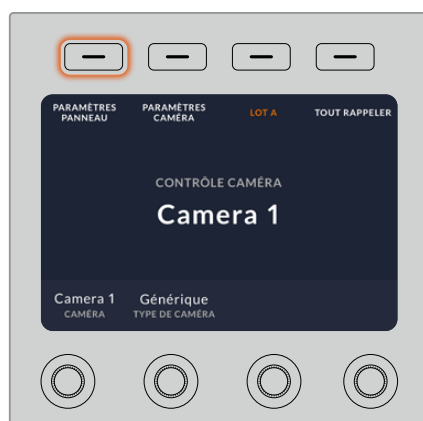 PARAMÈTRES PANNEAU
PARAMÈTRES CAMÉRA
LOT A
TOUT RAPPELER
CONTRÔLE CAMÉRA
Camera 1
Camera 1
CAMÉRA
Générique
TYPE DE CAMÉRA